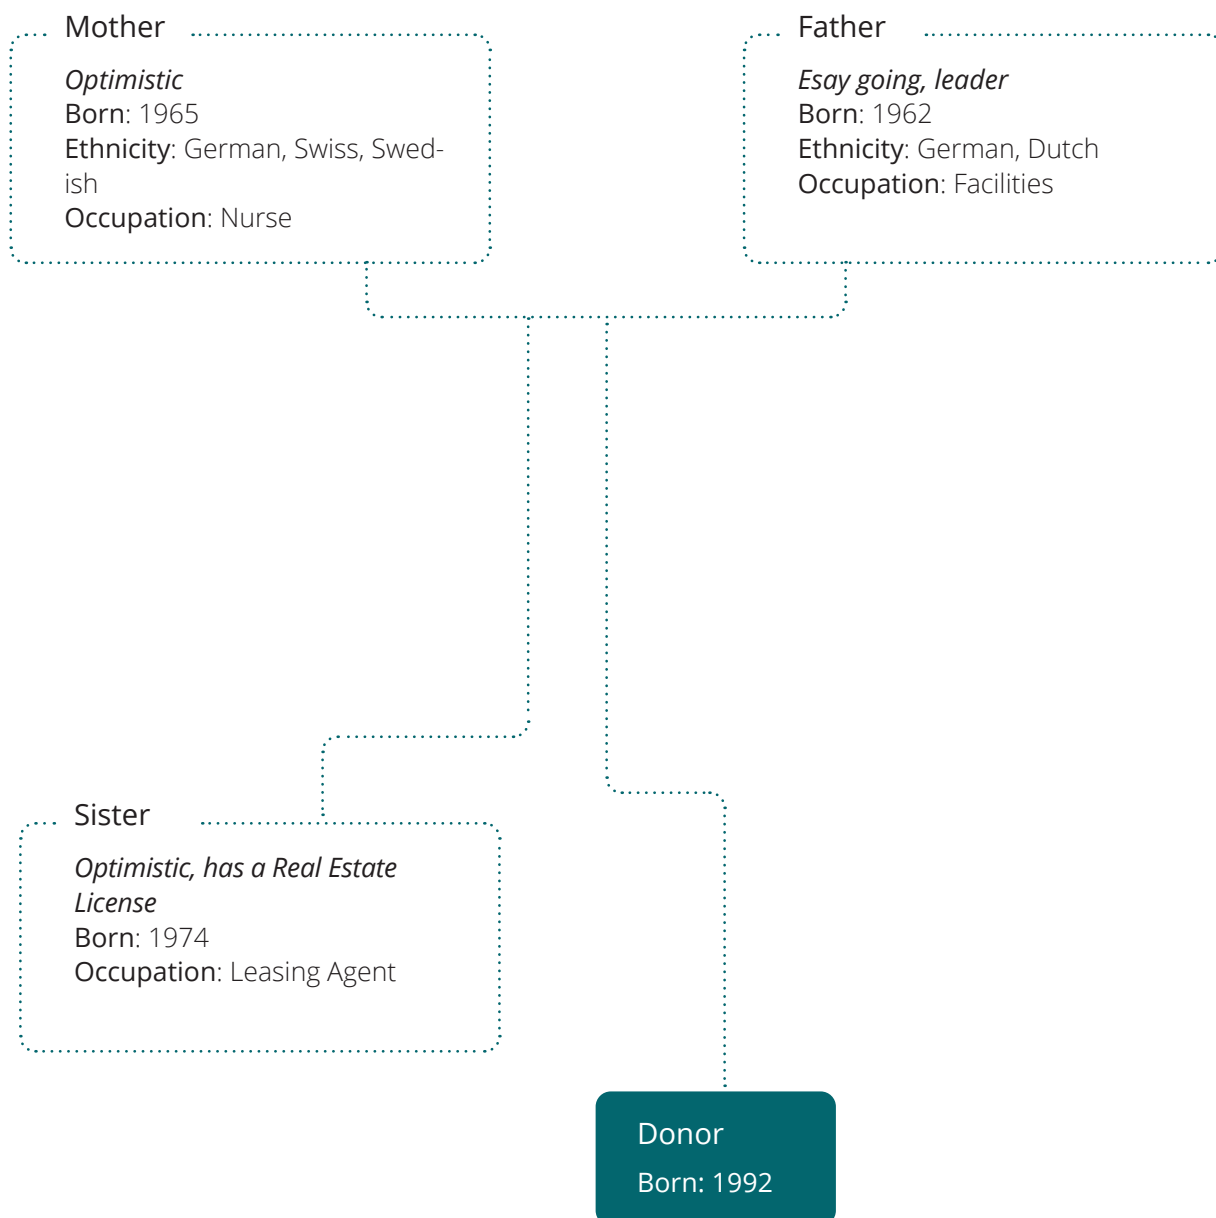 Mother
Optimistic
Born: 1965
Ethnicity: German, Swiss, Swed-
ish
Occupation: Nurse
Father
Esay going, leader
Born: 1962
Ethnicity: German, Dutch
Occupation: Facilities
Sister
Optimistic, has a Real Estate
License
Born: 1974
Occupation: Leasing Agent
Donor
Born: 1992